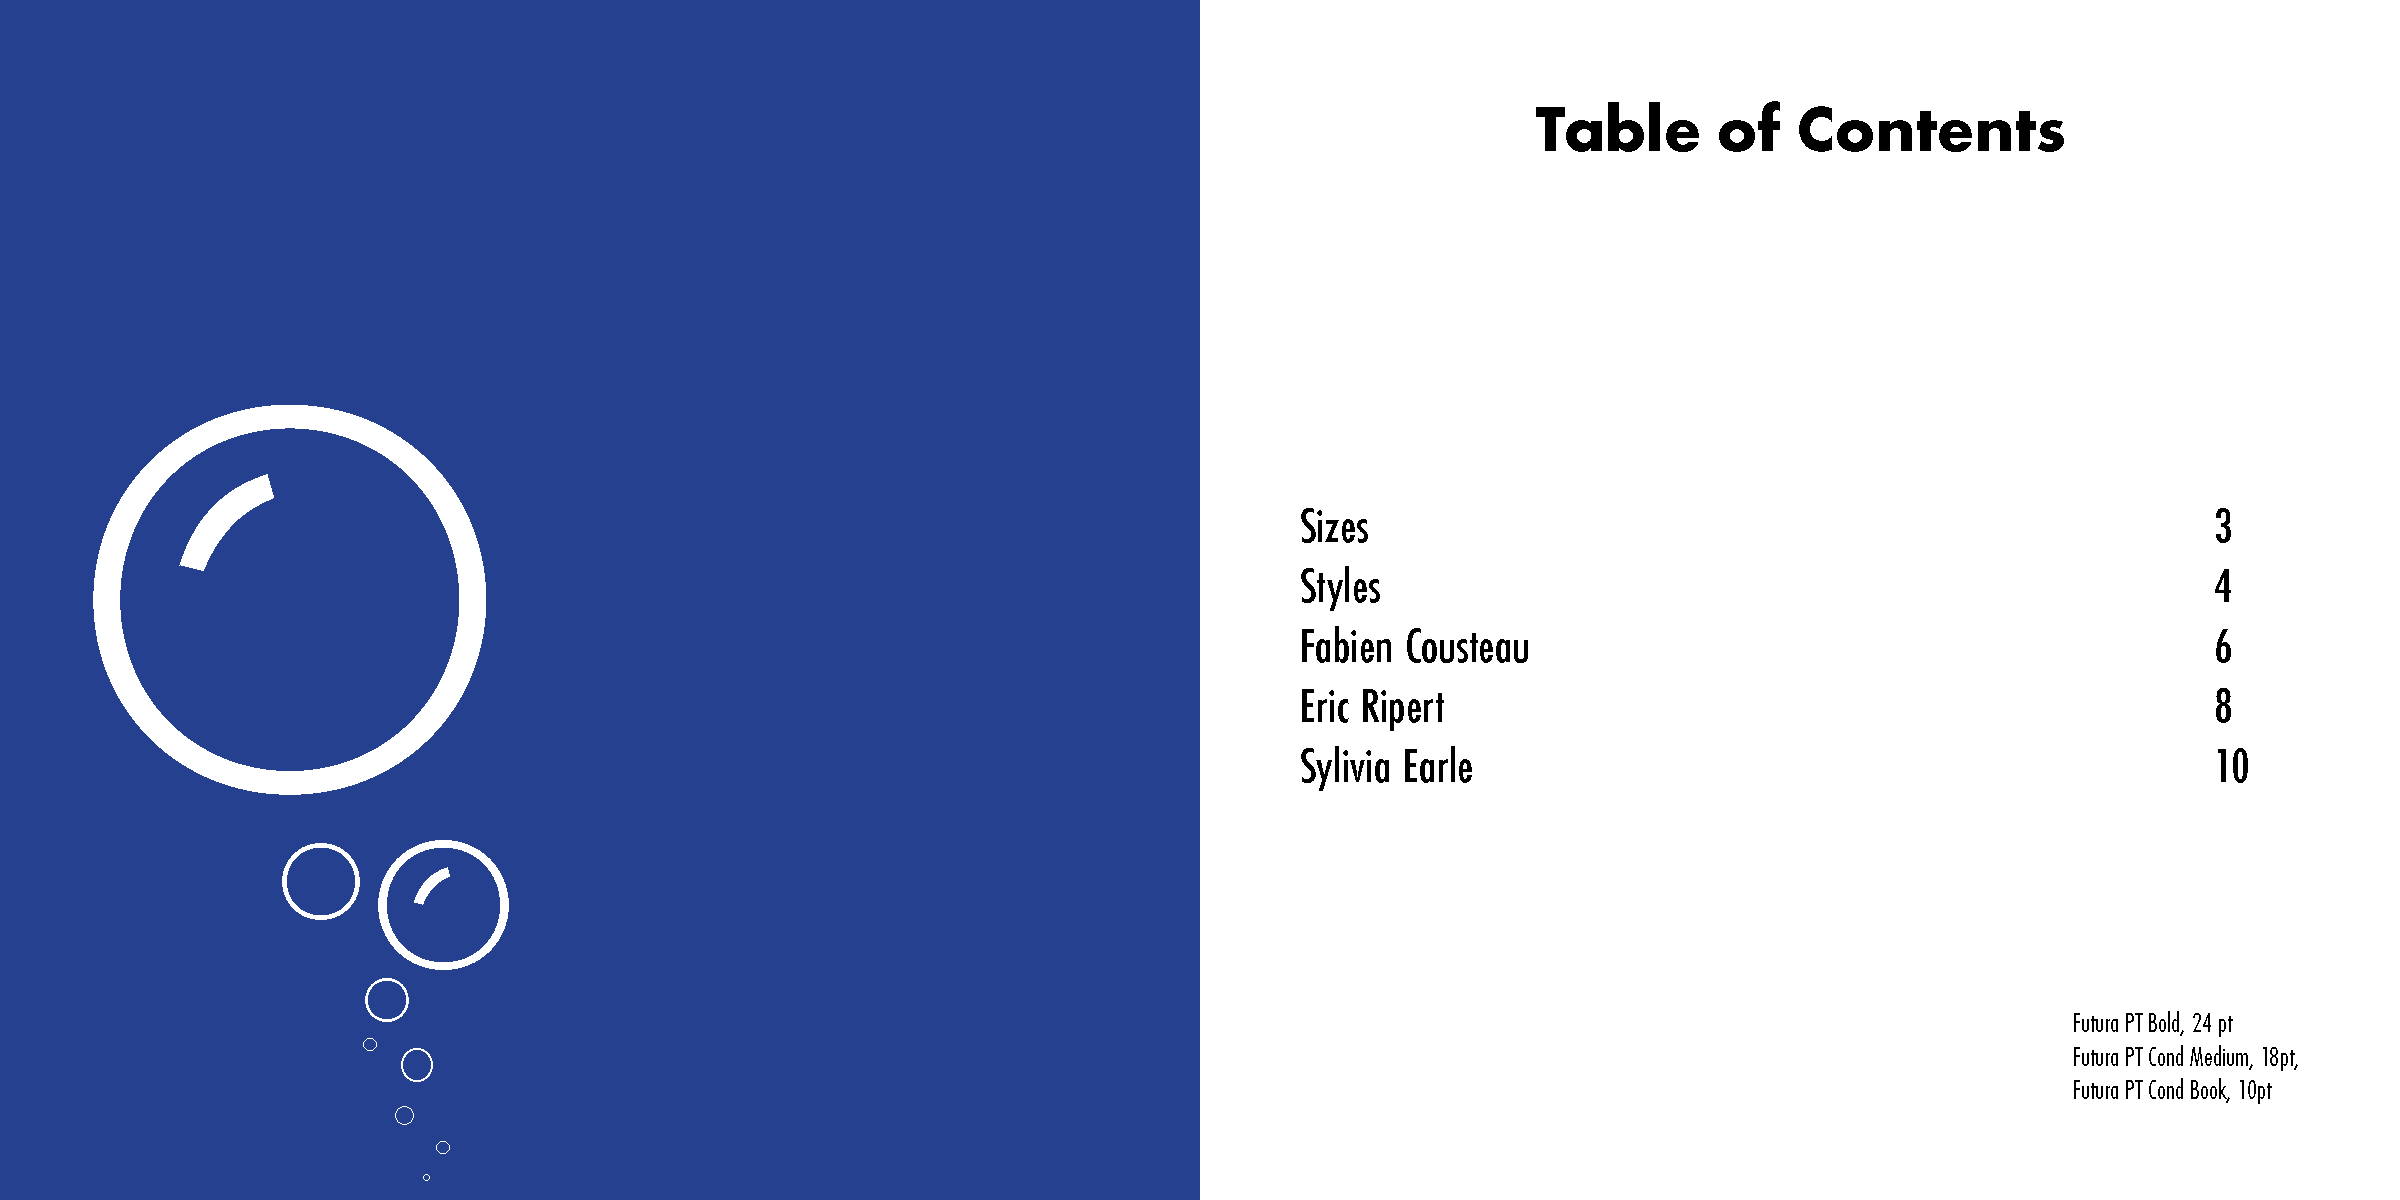 Table of Contents
Sizes 3
Styles 4
Fabien Cousteau 6
Eric Ripert 8
Sylivia Earle 10
Futura PT Bold, 24 pt
Futura PT Cond Medium, 18pt,
Futura PT Cond Book, 10pt